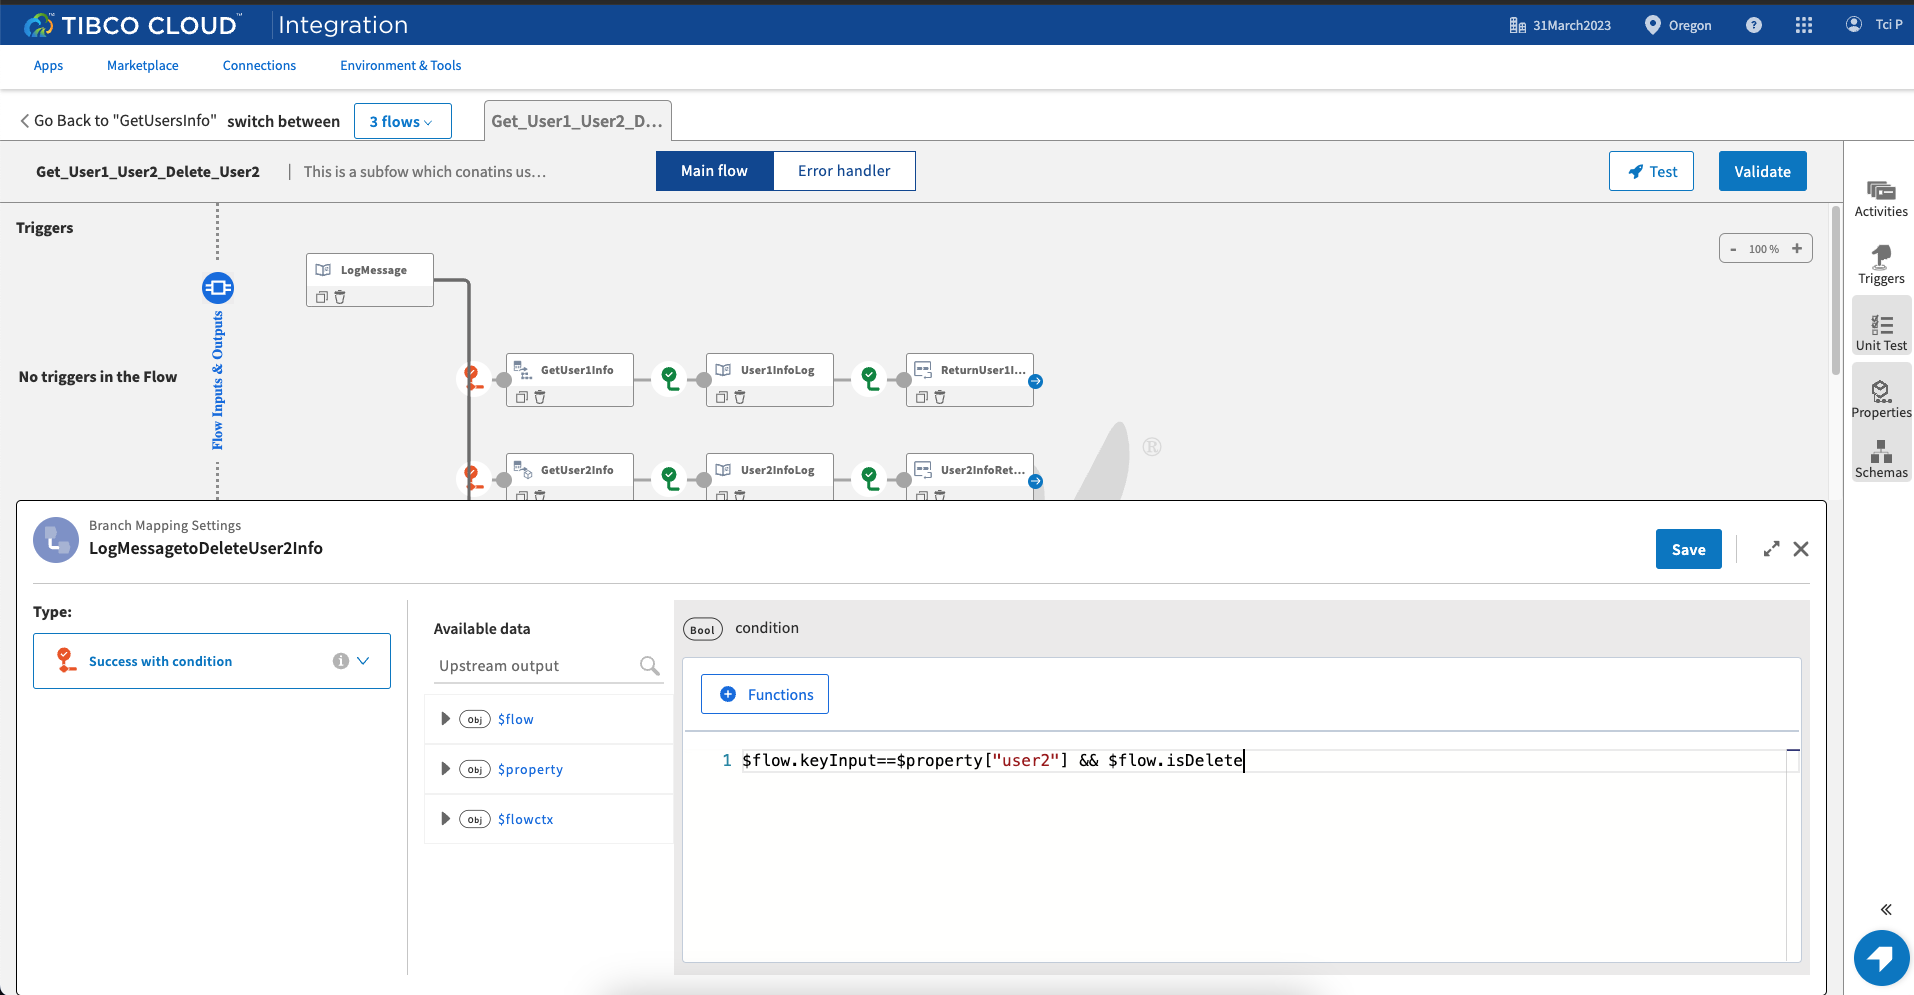 TIBCO CLOUD™ Integration
31March2023
Oregon
?
Tci P
Apps
Marketplace
Connections
Environment & Tools
Go Back to "GetUsersInfo"
switch between
3 flows
Get_User1_User2_D...
Get_User1_User2_Delete_User2
This is a subfow which conatins us...
Main flow
Error handler
Test
Validate
Triggers
No triggers in the Flow
Flow Inputs & Outputs
- 100 % +
LogMessage
GetUser1Info
User1InfoLog
ReturnUser1I...
GetUser2Info
User2InfoLog
User2InfoRet...
®
Activities
Triggers
Unit Test
Properties
Schemas
Branch Mapping Settings
LogMessagetoDeleteUser2Info
Save
Type:
Success with condition
i
Available data
Upstream output
Obj $flow
Obj $property
Obj $flowctx
Bool condition
Functions
1 $flow.keyInput==$property["user2"] && $flow.isDelete